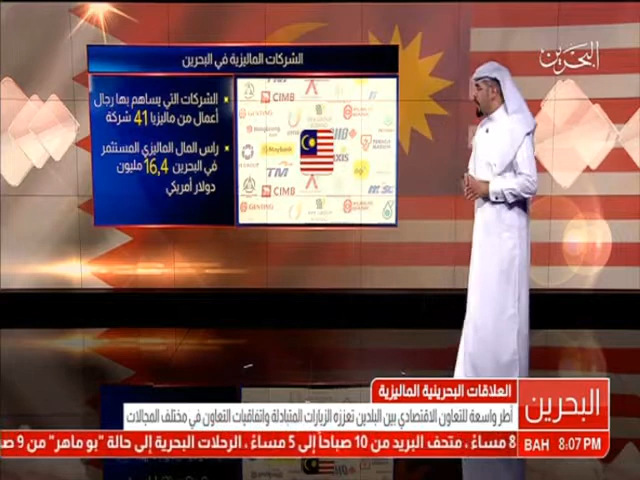 البحرين
الشركات الماليزية في البحرين
الشركات التي يساهم بها رجال
أعمال من ماليزيا 41 شركة
راس المال الماليزي المستثمر
في البحرين 16,4 مليون
دولار أمريكي
CIMB
GENTING
Maybank
TM
CIMB
GENTING
العلاقات البحرينية الماليزية
أطر واسعة للتعاون الاقتصادي بين البلدين تعززه الزيارات المتبادلة واتفاقيات التعاون في مختلف المجالات
البحرين
BAH 8:07 PM
8 مساءً ، متحف البريد من 10 صباحاً إلى 5 مساءً ، الرحلات البحرية إلى حالة "بو ماهر" من 9 ص